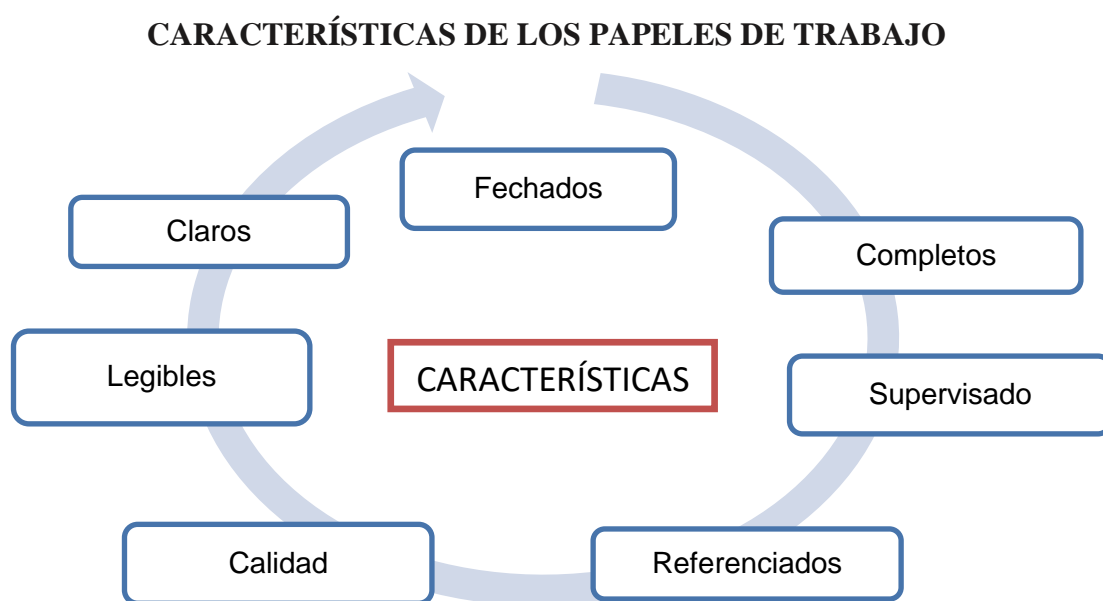 CARACTERÍSTICAS DE LOS PAPELES DE TRABAJO
Fechados
Completos
Supervisado
Referenciados
Calidad
Legibles
Claros
CARACTERÍSTICAS